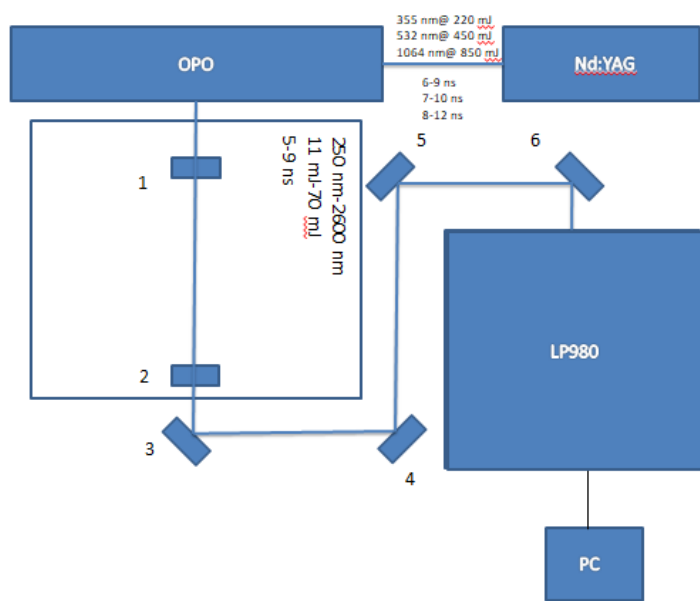 355 nm@ 220 mJ
532 nm@ 450 mJ
1064 nm@ 850 mJ
OPO
Nd:YAG
6-9 ns
7-10 ns
8-12 ns
5
6
1
250 nm-2600 nm
11 mJ-70 mJ
5-9 ns
LP980
2
3
4
PC